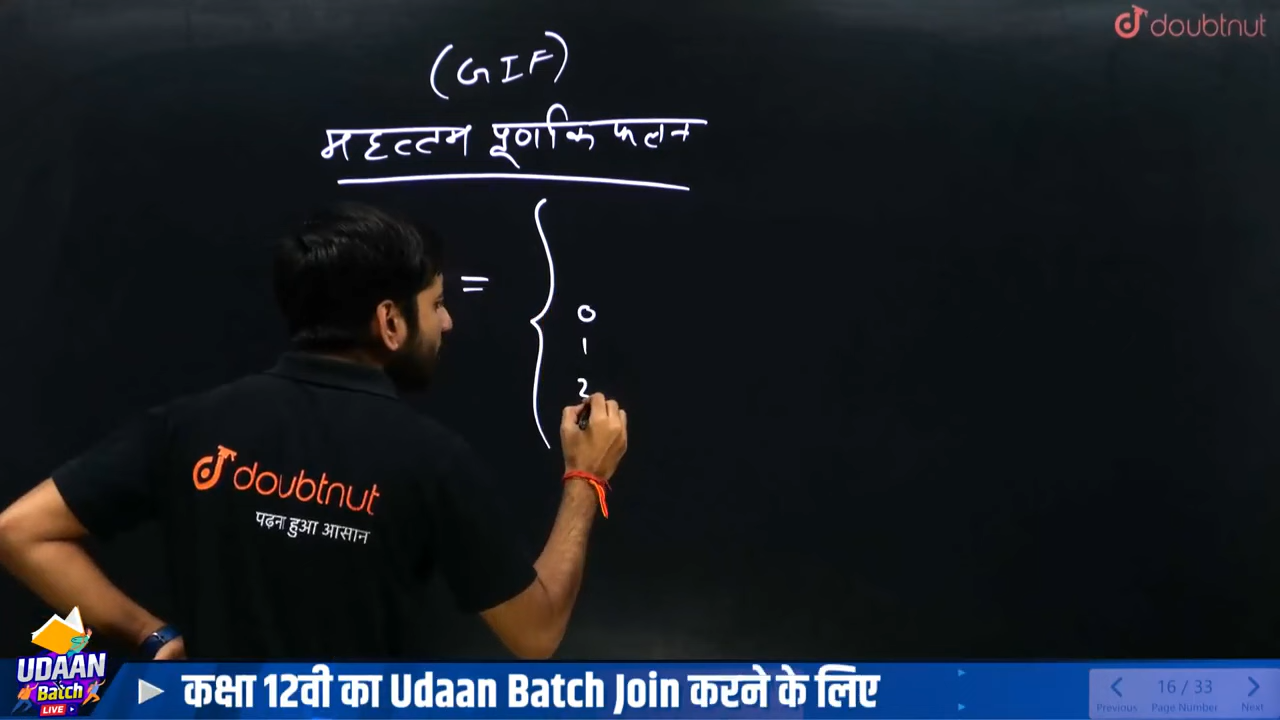 doubtnut
(GIF)
महत्तम पूर्णांक फलन
= {
0
1
2
doubtnut
पढ़ना हुआ आसान
UDAAN
Batch
LIVE
कक्षा 12वी का Udaan Batch Join करने के लिए
16 / 33
Previous Page Number Next